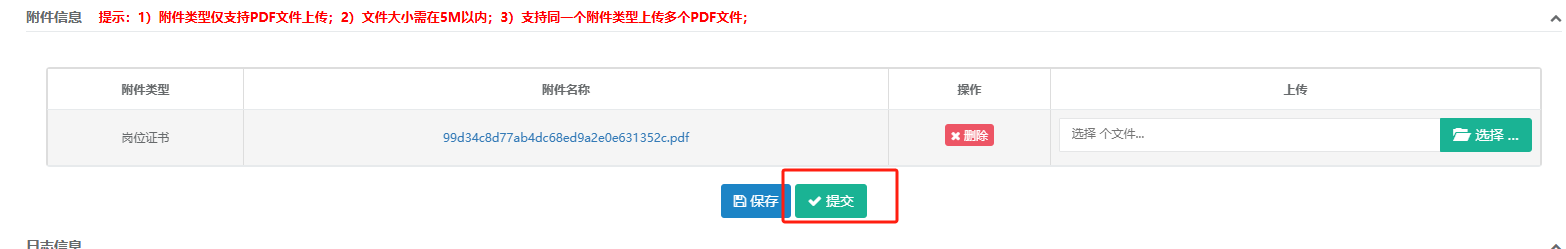 附件信息 提示：1）附件类型仅支持PDF文件上传；2）文件大小需在5M以内；3）支持同一个附件类型上传多个PDF文件；
附件类型 附件名称 操作 上传
岗位证书 99d34c8d77ab4dc68ed9a2e0e631352c.pdf 删除 选择 个文件... 选择 ...
保存 提交
日志信息